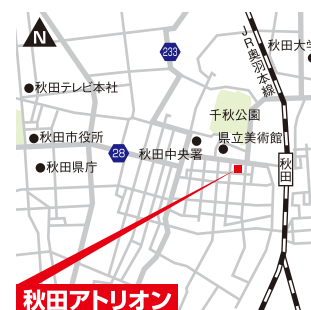 N
233
秋田大学
JR奥羽本線
秋田テレビ本社
千秋公園
秋田市役所
県立美術館
28
秋田中央署
秋田県庁
秋田
秋田アトリオン